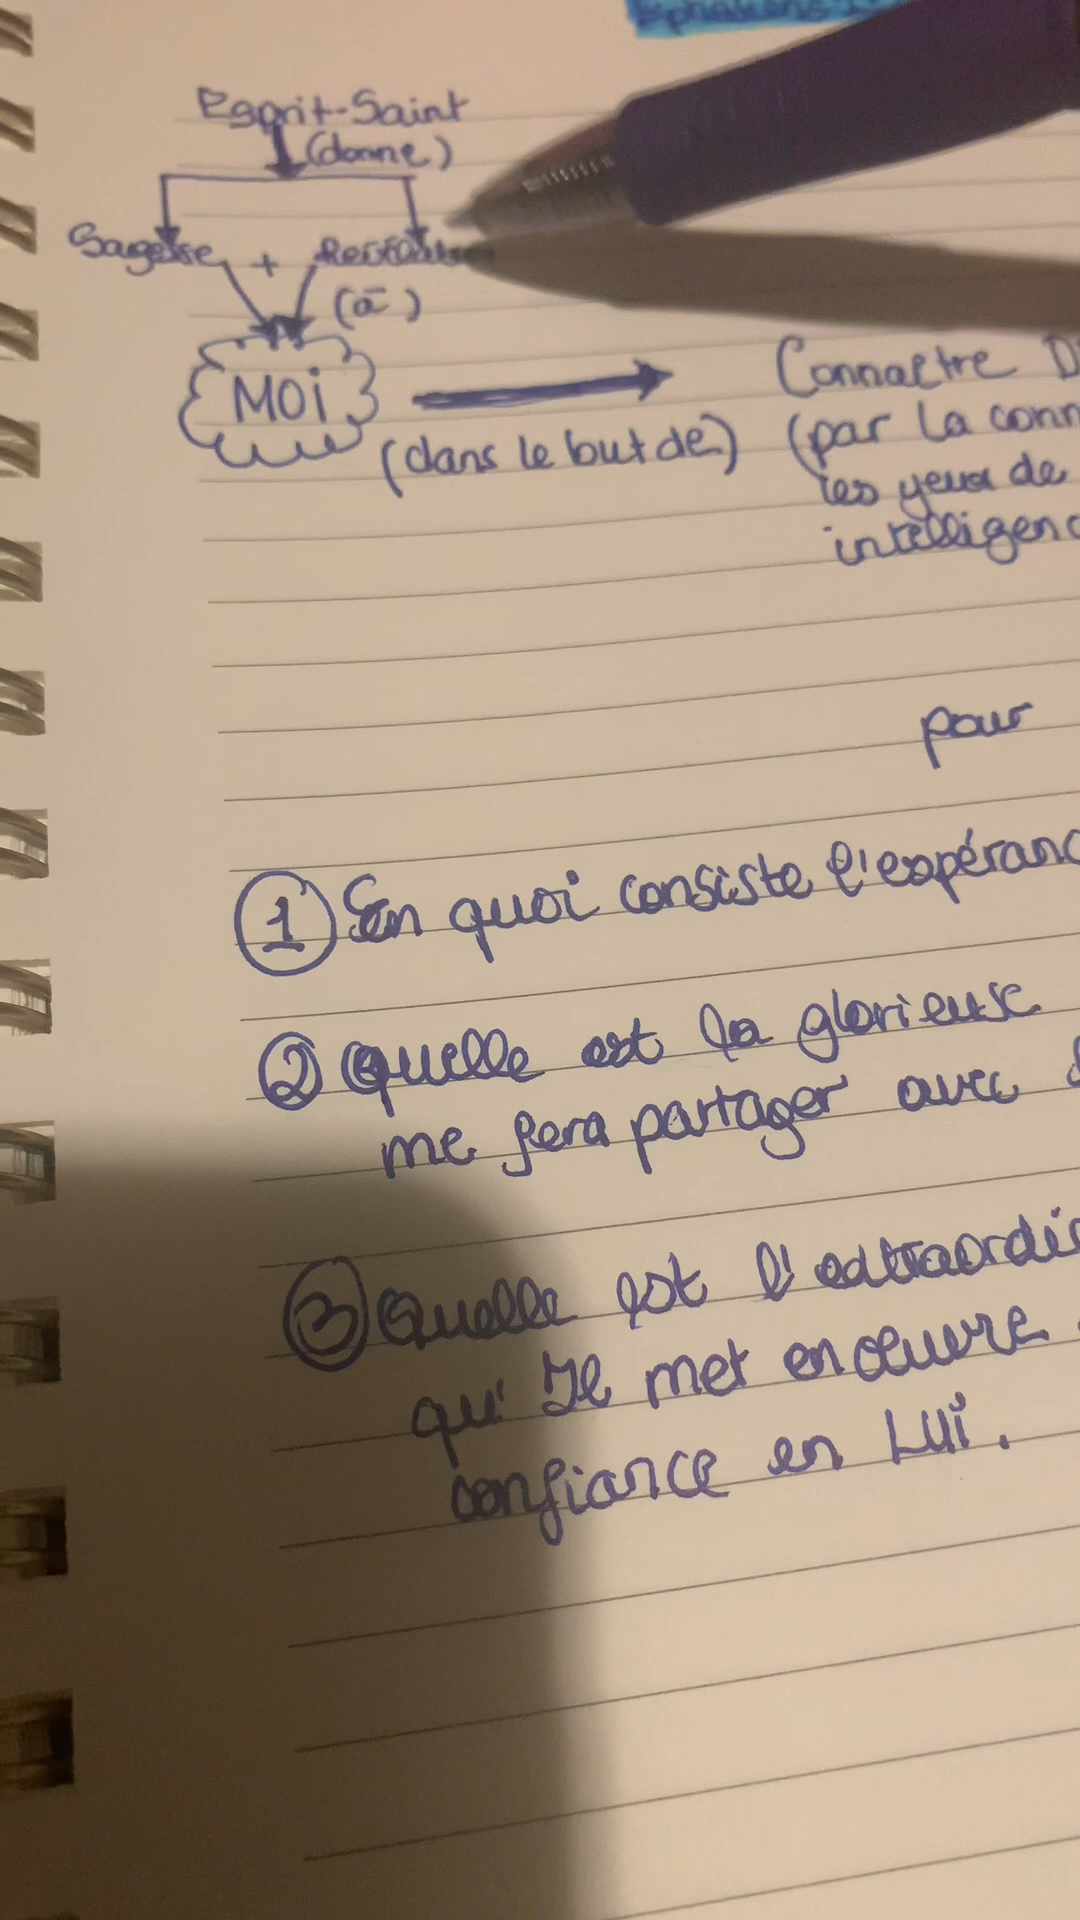 Esprit-Saint
(donne)
Sagesse +
(à)
MOi
Connaetre
(dans le but de) (par la
les yeux de
pour
1 En quoi consiste
2 Quelle est la glorieuse
me fera partager avec
3 Quelle est
qu'Il met en œuvre
confiance en LUi.